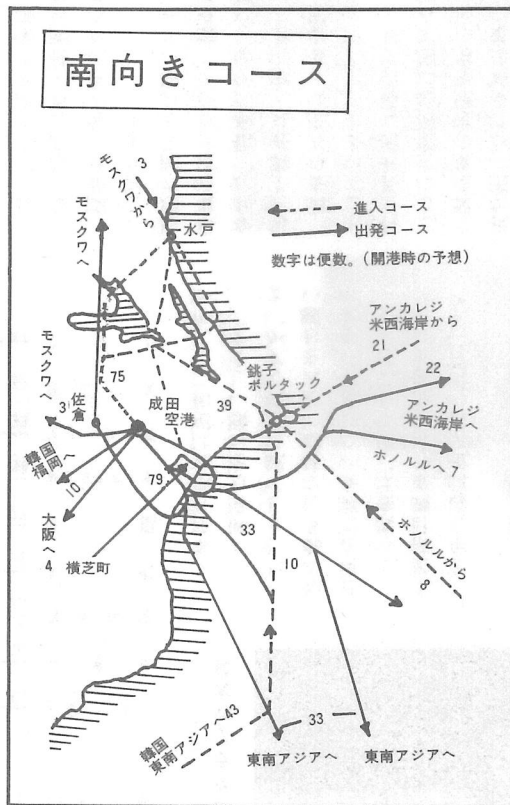 南向きコース
3
モスクワから
モスクワへ
水戸
進入コース
出発コース
数字は便数。(開港時の予想)
アンカレジ
米西海岸から
21
銚子
ボルタック
22
モスクワへ
75
39
アンカレジ
米西海岸へ
3
佐倉
成田
空港
ホノルルへ 7
韓国
福岡へ
10
79
33
10
大阪へ
4
横芝町
ホノルルから
8
韓国
東南アジアへ43
33
東南アジアへ
東南アジアへ